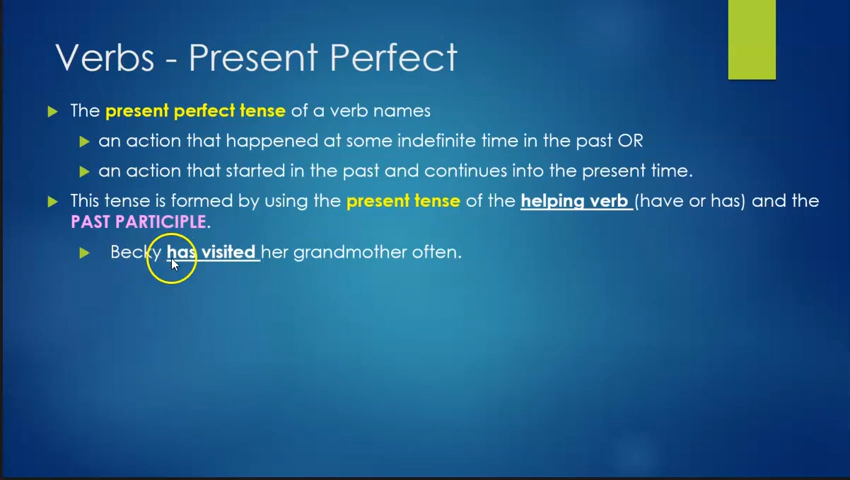 Verbs - Present Perfect
The present perfect tense of a verb names
an action that happened at some indefinite time in the past OR
an action that started in the past and continues into the present time.
This tense is formed by using the present tense of the helping verb (have or has) and the
PAST PARTICIPLE.
Becky has visited her grandmother often.